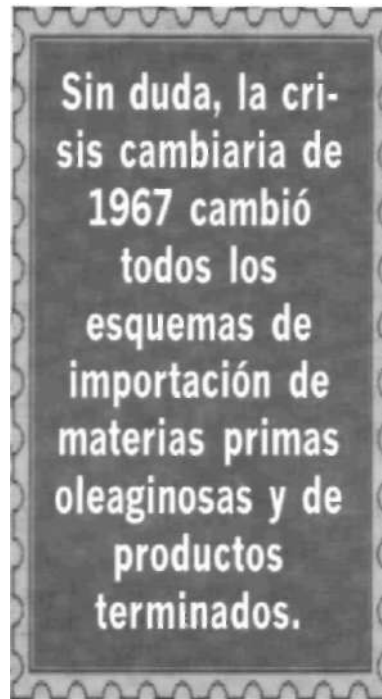 Sin duda, la cri-
sis cambiaria de
1967 cambió
todos los
esquemas de
importación de
materias primas
oleaginosas y de
productos
terminados.